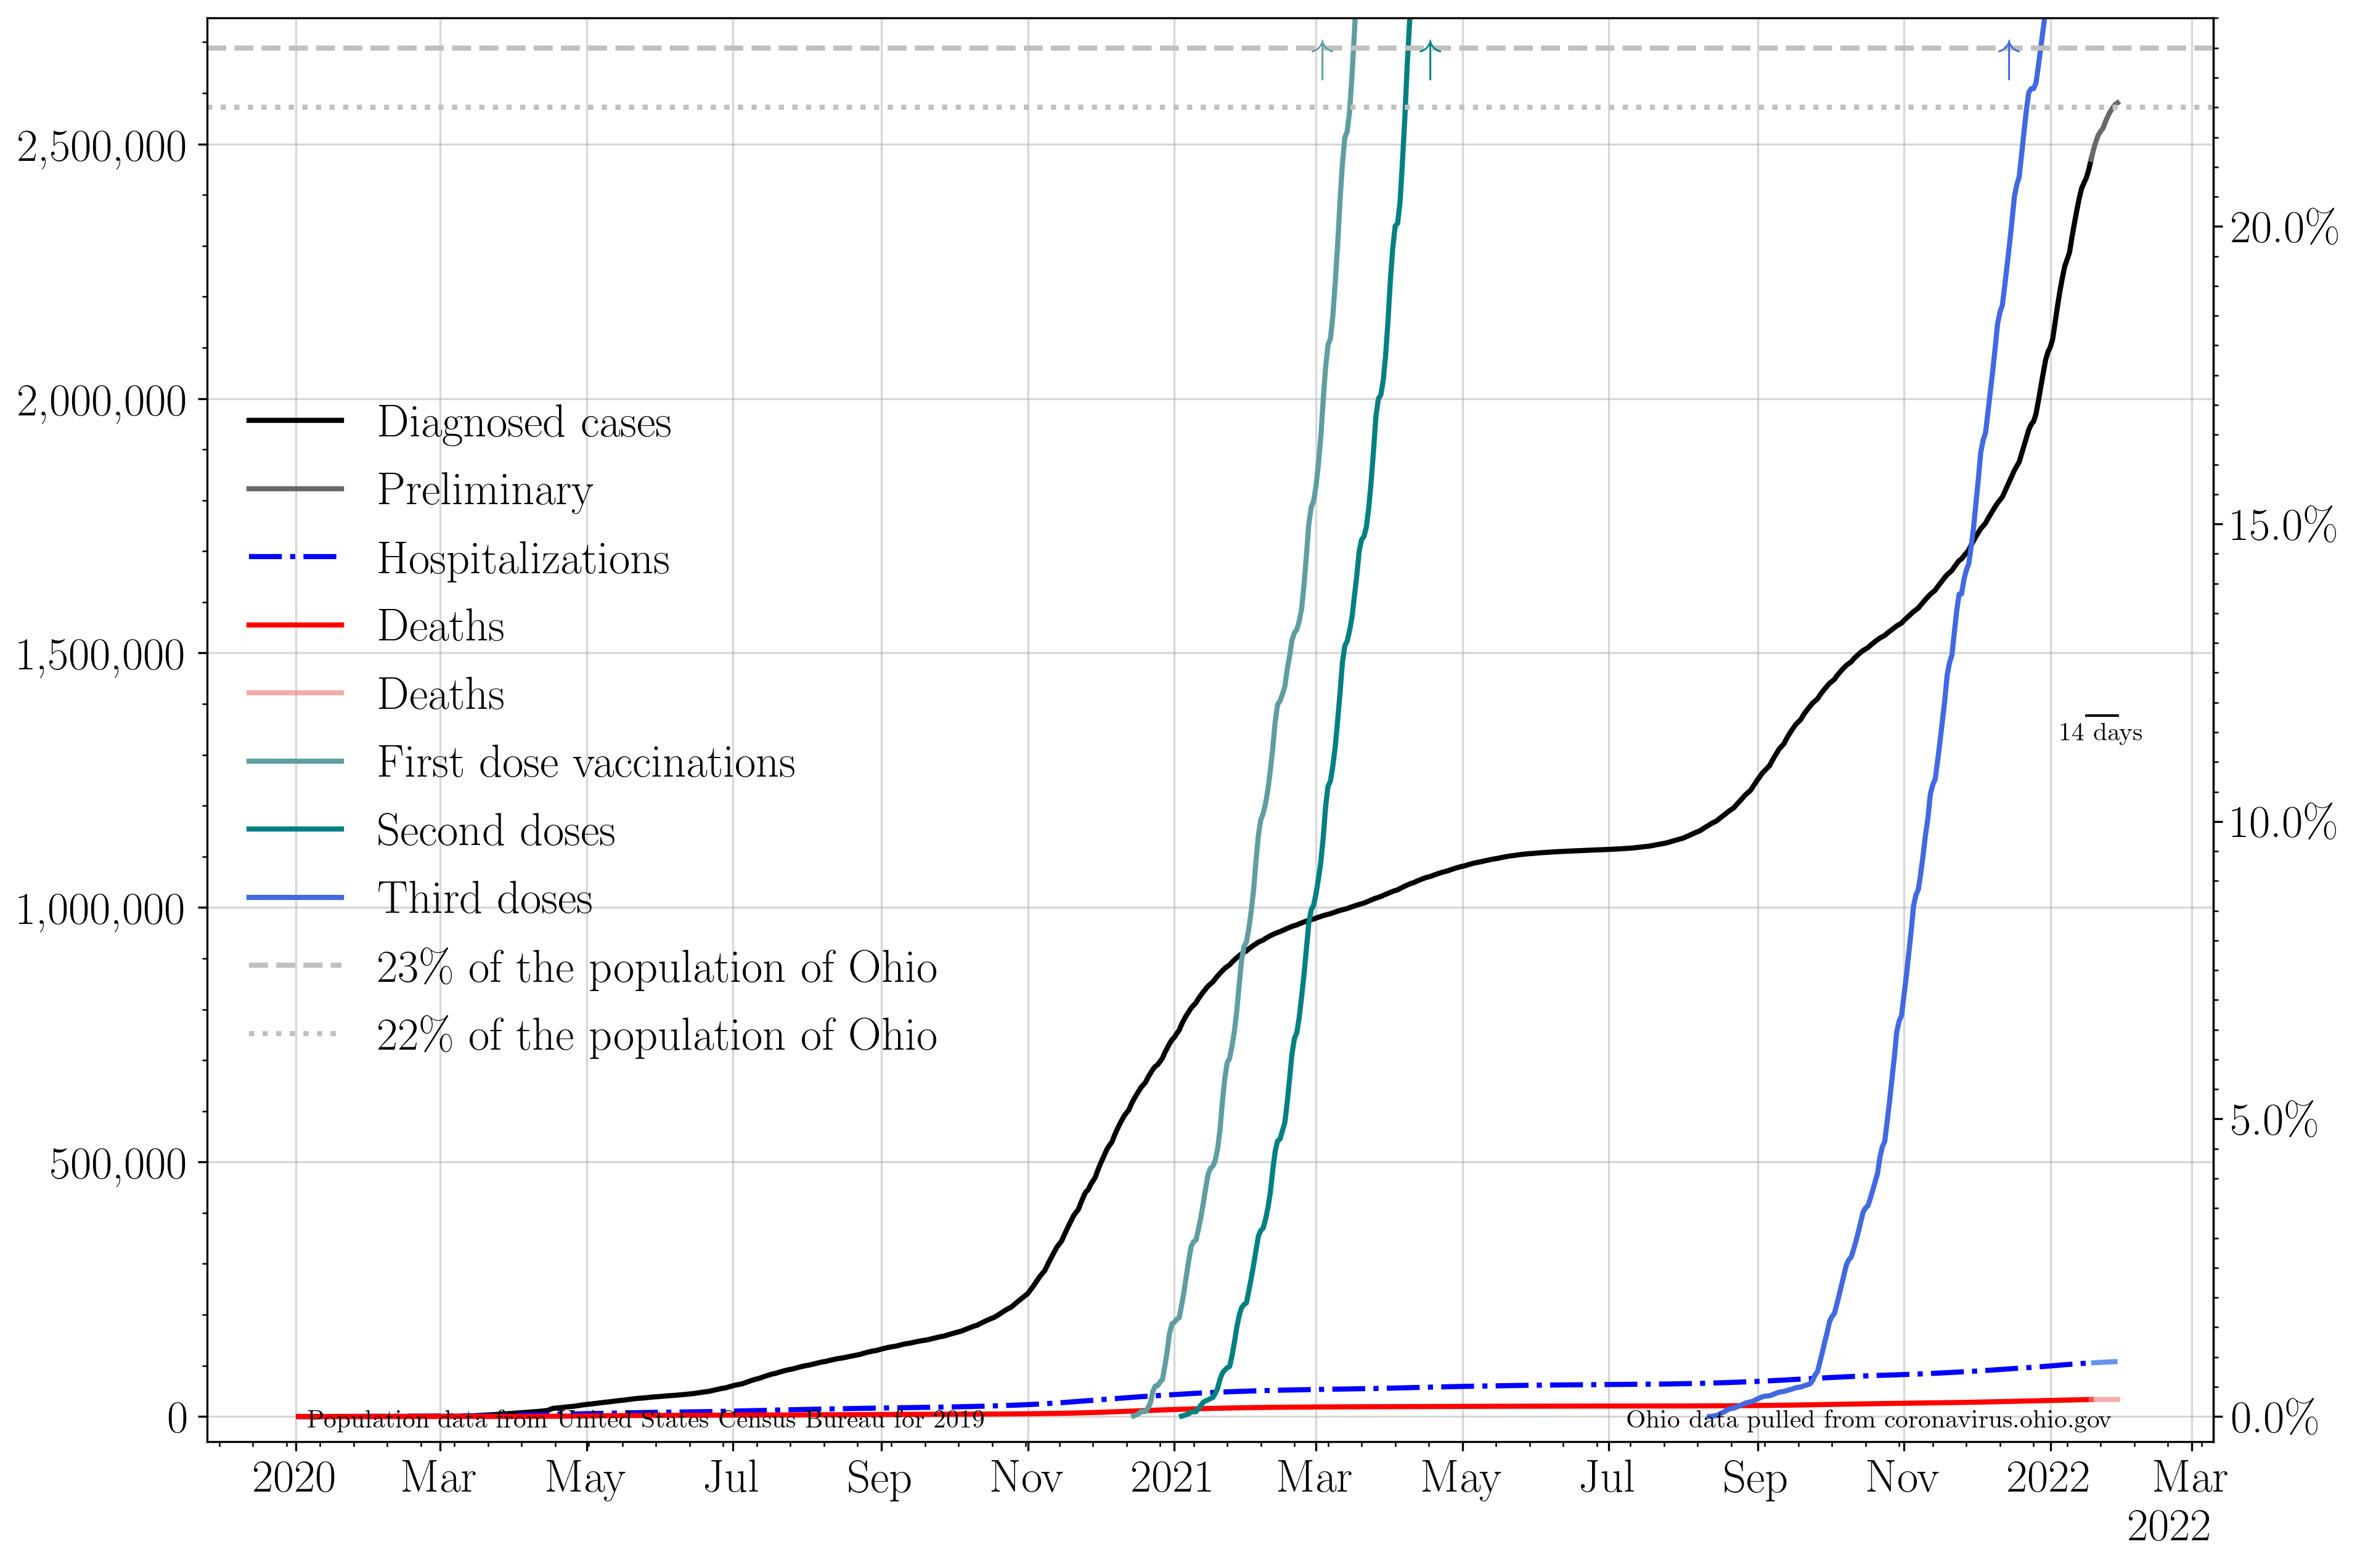 2,500,000
2,000,000
1,500,000
1,000,000
500,000
0
Diagnosed cases
Preliminary
Hospitalizations
Deaths
Deaths
First dose vaccinations
Second doses
Third doses
23% of the population of Ohio
22% of the population of Ohio
14 days
20.0%
15.0%
10.0%
5.0%
0.0%
Population data from United States Census Bureau for 2019
Ohio data pulled from coronavirus.ohio.gov
2020 Mar May Jul Sep Nov 2021 Mar May Jul Sep Nov 2022 Mar
2022